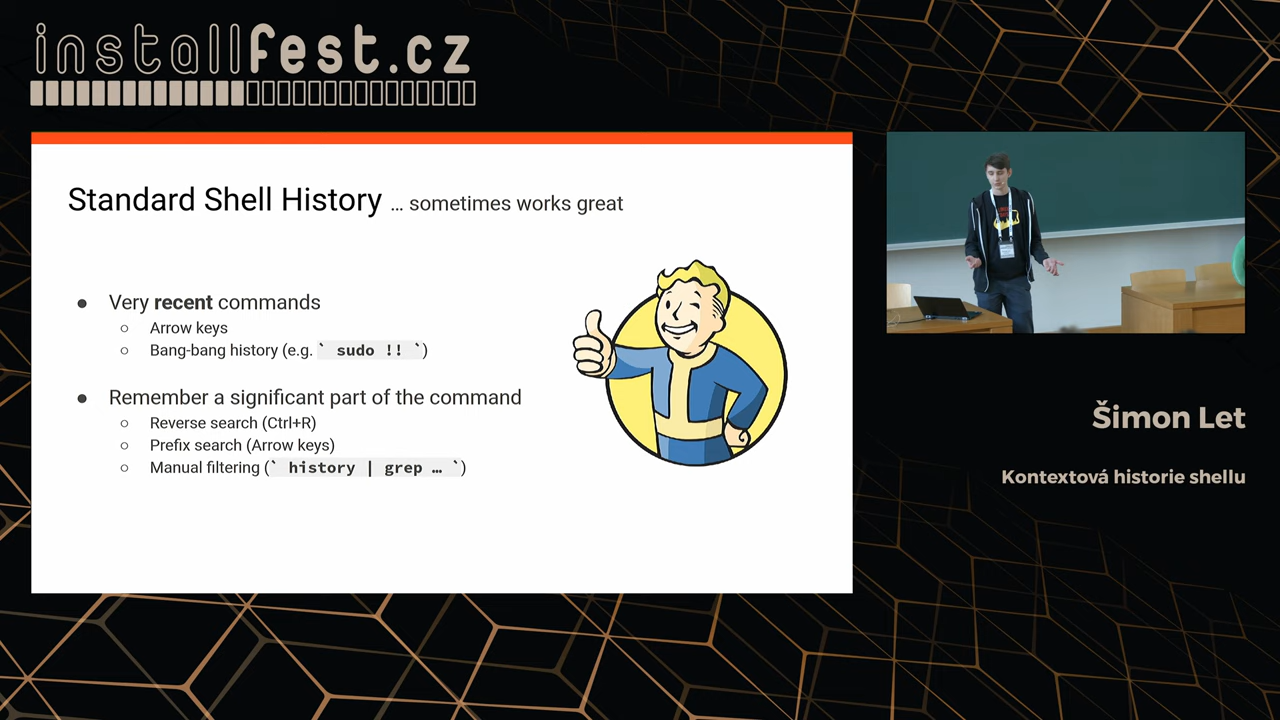 installfest.cz
Standard Shell History ... sometimes works great
● Very recent commands
○ Arrow keys
○ Bang-bang history (e.g. ` sudo !! `)
● Remember a significant part of the command
○ Reverse search (Ctrl+R)
○ Prefix search (Arrow keys)
○ Manual filtering (` history | grep … `)
Šimon Let
Kontextová historie shellu